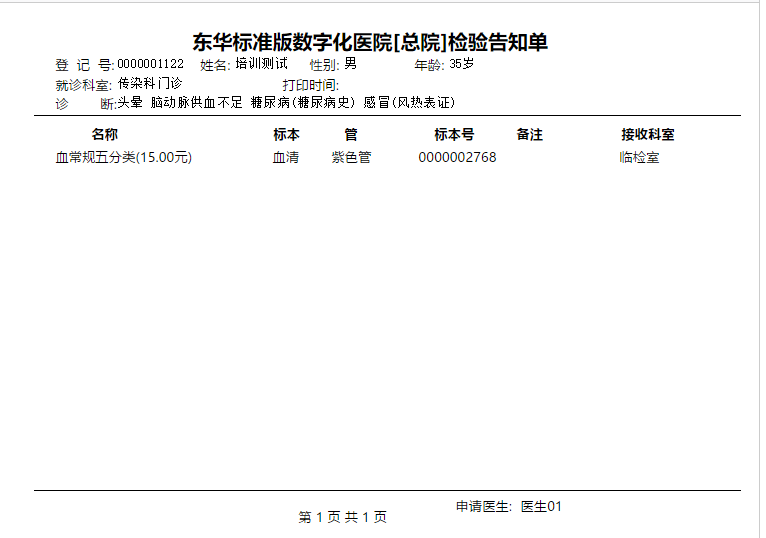 东华标准版数字化医院[总院]检验告知单
登 记 号: 0000001122 姓名: 培训测试 性别: 男 年龄: 35岁
就诊科室: 传染科门诊 打印时间:
诊 断: 头晕 脑动脉供血不足 糖尿病(糖尿病史) 感冒(风热表证)
名称 标本 管 标本号 备注 接收科室
血常规五分类(15.00元) 血清 紫色管 0000002768 临检室
申请医生: 医生01
第 1 页 共 1 页